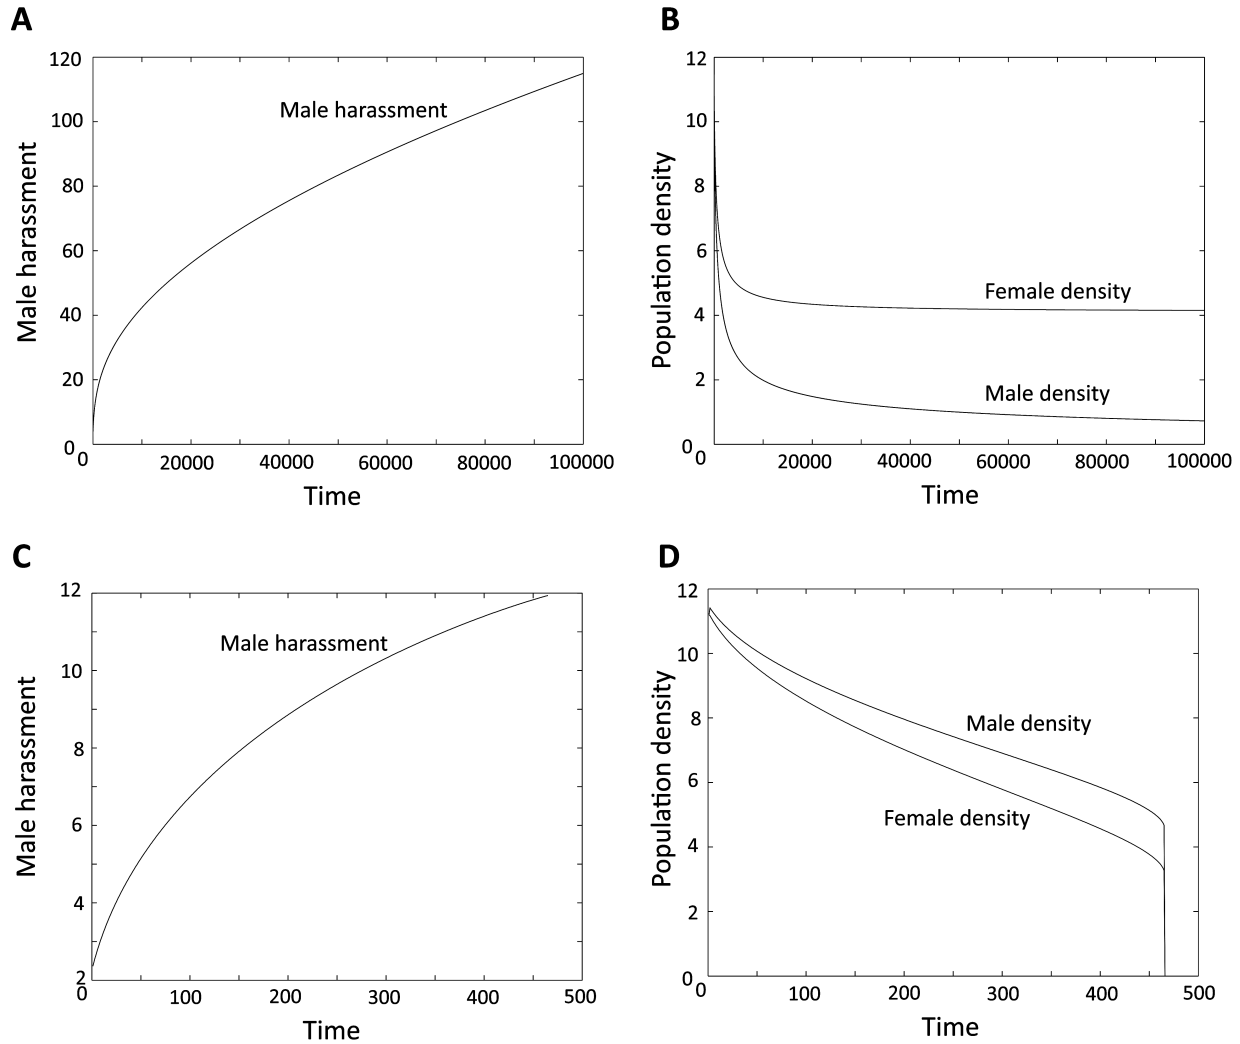 A
B
120
100
80
60
40
20
0
Male harassment
Male harassment
0
20000
40000
60000
80000
100000
Time
12
10
8
6
4
2
0
Population density
Female density
Male density
0
20000
40000
60000
80000
100000
Time
C
D
12
10
8
6
4
2
Male harassment
Male harassment
0
100
200
300
400
500
Time
12
10
8
6
4
2
0
Population density
Male density
Female density
0
100
200
300
400
500
Time